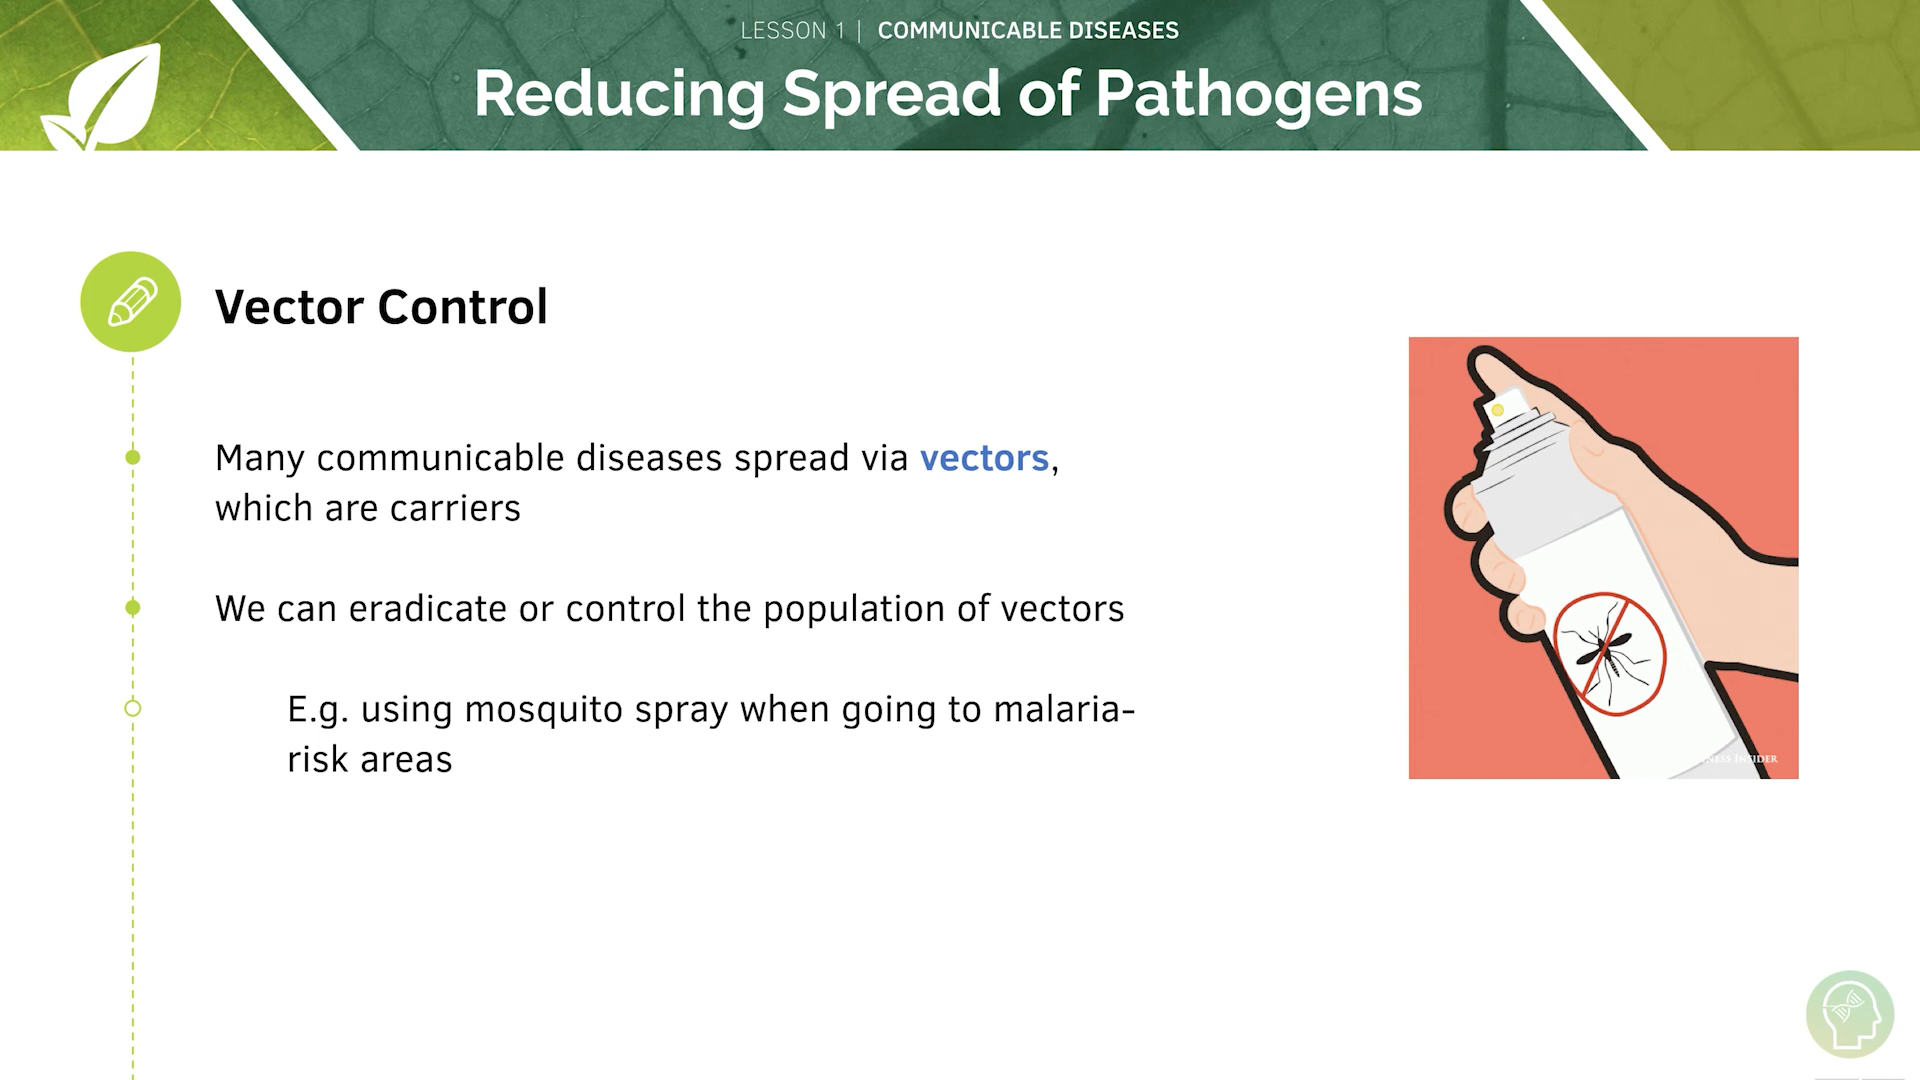 LESSON 1 | COMMUNICABLE DISEASES
Reducing Spread of Pathogens
Vector Control
Many communicable diseases spread via vectors,
which are carriers
We can eradicate or control the population of vectors
E.g. using mosquito spray when going to malaria-
risk areas
INSIDER